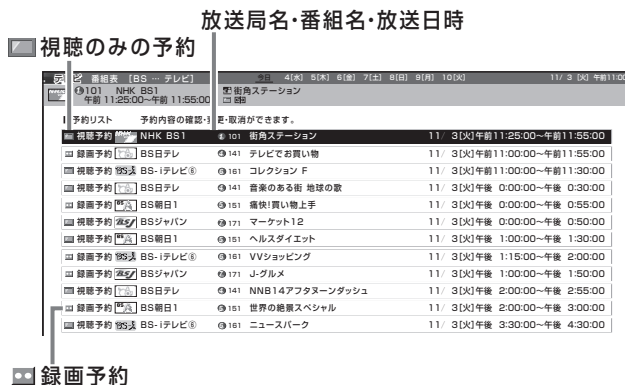 放送局名・番組名・放送日時
視聴のみの予約
テレビ 番組表 [BS … テレビ] 今日 4[水] 5[木] 6[金] 7[土] 8[日] 9[月] 10[火] 11/ 3 [火] 午前11:00
101 NHK BS1 街角ステーション
午前 11:25:00~午前 11:55:00
予約リスト 予約内容の確認・変更・取消ができます。
視聴予約 NHK BS1 101 街角ステーション 11/ 3[火]午前11:25:00~午前11:55:00
録画予約 BS日テレ 141 テレビでお買い物 11/ 3[火]午前11:00:00~午前11:55:00
視聴予約 BS-i BS-iテレビ⑥ 161 コレクション F 11/ 3[火]午前11:00:00~午前11:30:00
視聴予約 BS日テレ 141 音楽のある街 地球の歌 11/ 3[火]午後 0:00:00~午後 0:30:00
録画予約 BS朝日1 151 痛快!買い物上手 11/ 3[火]午後 0:00:00~午後 0:55:00
視聴予約 BSジャパン 171 マーケット12 11/ 3[火]午後 0:00:00~午後 0:50:00
視聴予約 BS朝日1 151 ヘルスダイエット 11/ 3[火]午後 1:00:00~午後 1:30:00
録画予約 BS-iテレビ⑥ 161 VVショッピング 11/ 3[火]午後 1:15:00~午後 2:00:00
録画予約 BSジャパン 171 J-グルメ 11/ 3[火]午後 1:00:00~午後 1:50:00
視聴予約 BS日テレ 141 NNB14アフタヌーンダッシュ 11/ 3[火]午後 2:00:00~午後 2:55:00
録画予約 BS朝日1 151 世界の絶景スペシャル 11/ 3[火]午後 2:00:00~午後 3:00:00
視聴予約 BS-iテレビ⑥ 161 ニュースパーク 11/ 3[火]午後 3:30:00~午後 4:30:00
録画予約